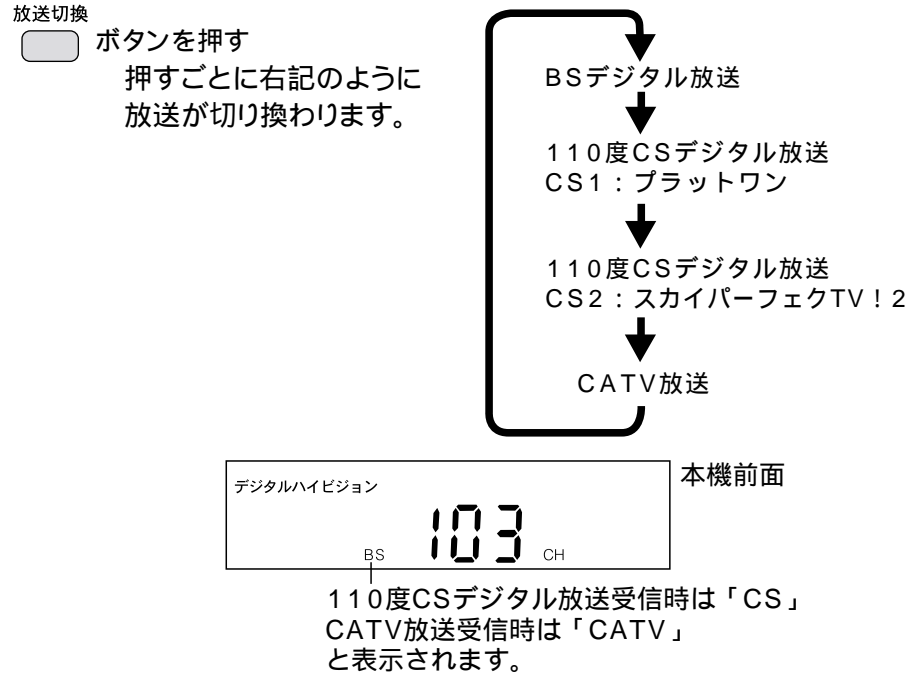 放送切換
ボタンを押す
押すごとに右記のように
放送が切り換わります。
BSデジタル放送
110度CSデジタル放送
CS1：プラットワン
110度CSデジタル放送
CS2：スカイパーフェクTV！2
CATV放送
デジタルハイビジョン
本機前面
BS 103 CH
110度CSデジタル放送受信時は「CS」
CATV放送受信時は「CATV」
と表示されます。